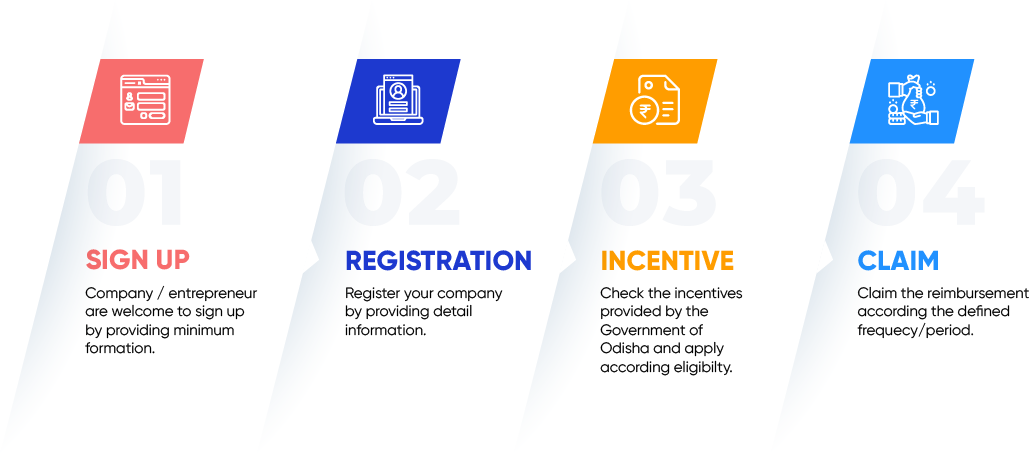 01
SIGN UP
Company / entrepreneur
are welcome to sign up
by providing minimum
formation.
02
REGISTRATION
Register your company
by providing detail
information.
₹
03
INCENTIVE
Check the incentives
provided by the
Government of
Odisha and apply
according eligibilty.
₹
04
CLAIM
Claim the reimbursement
according the defined
frequecy/period.